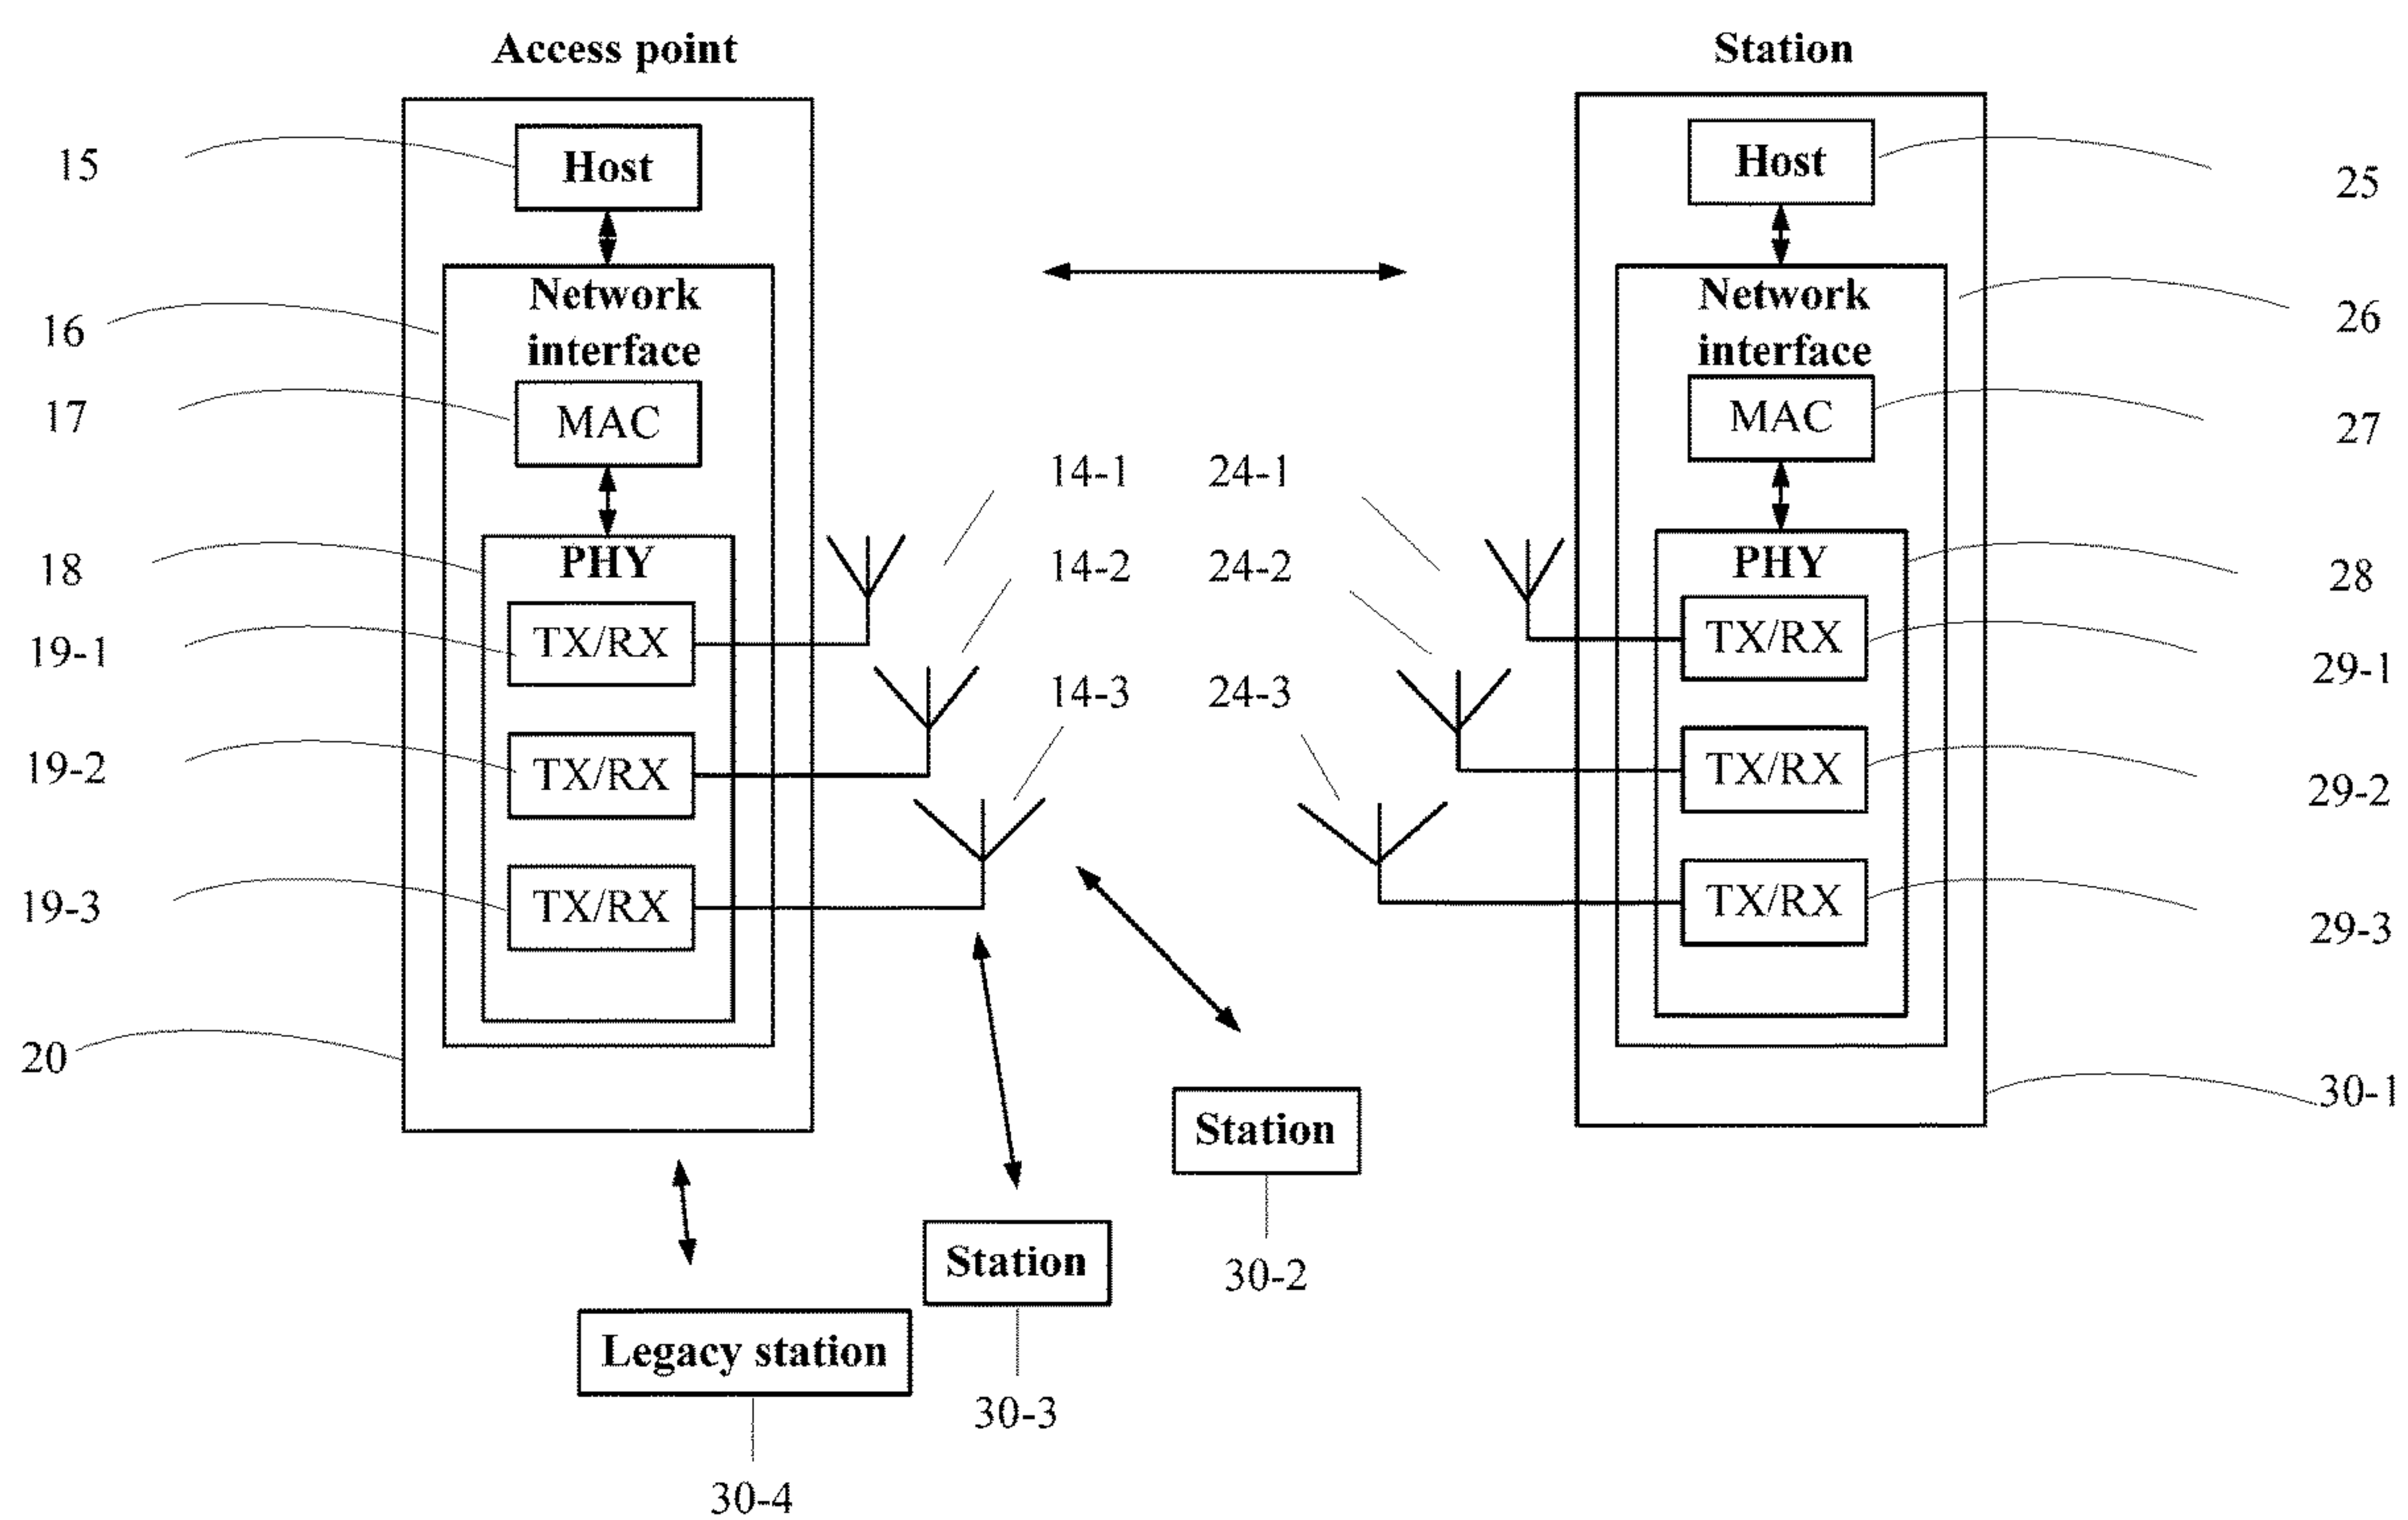 Access point
Station
15
Host
Host
25
16
Network
interface
Network
interface
26
17
MAC
MAC
27
14-1
24-1
18
PHY
14-2
24-2
PHY
28
19-1
TX/RX
TX/RX
29-1
14-3
24-3
19-2
TX/RX
TX/RX
29-2
19-3
TX/RX
TX/RX
29-3
20
30-1
Station
30-2
Station
30-3
Legacy station
30-4